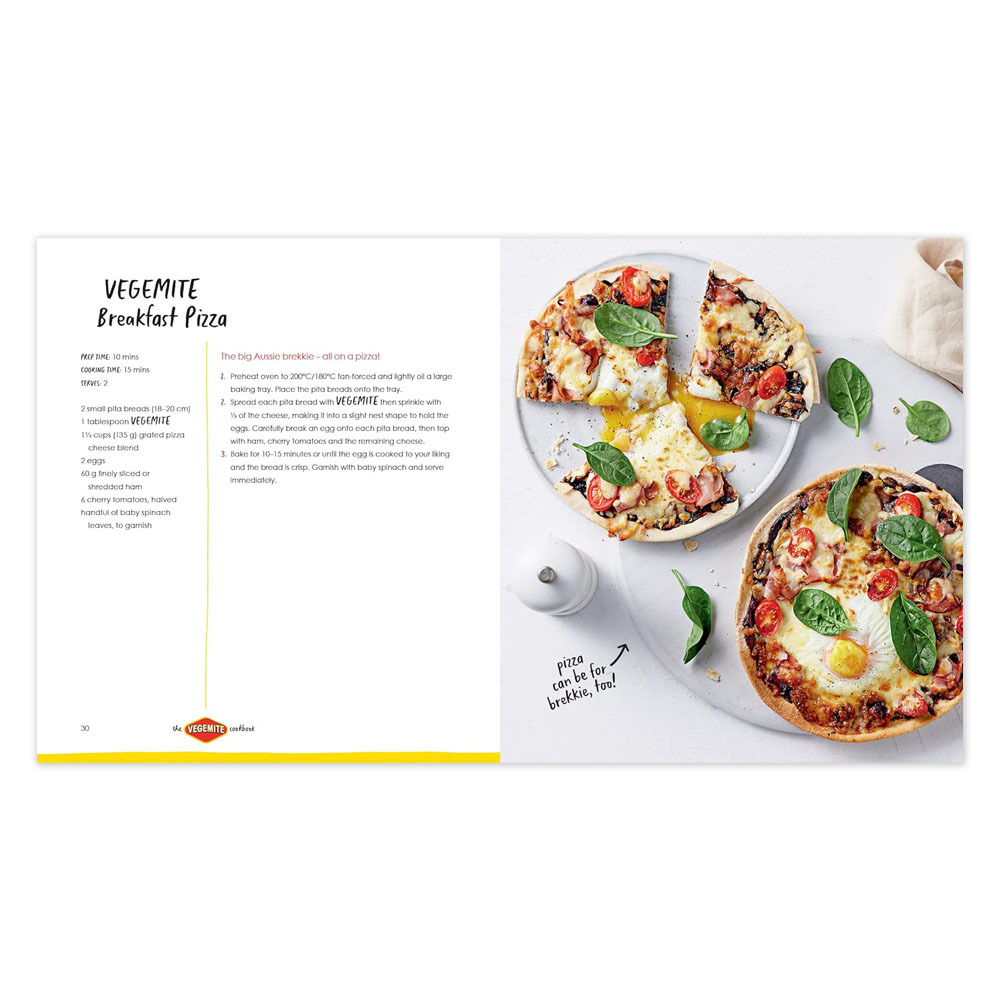 VEGEMITE
Breakfast Pizza
PREP TIME: 10 mins
COOKING TIME: 15 mins
SERVES: 2
2 small pita breads (18–20 cm)
1 tablespoon VEGEMITE
1⅓ cups (135 g) grated pizza
cheese blend
2 eggs
60 g finely sliced or
shredded ham
6 cherry tomatoes, halved
handful of baby spinach
leaves, to garnish
The big Aussie brekkie – all on a pizza!
1. Preheat oven to 200°C/180°C fan-forced and lightly oil a large
baking tray. Place the pita breads onto the tray.
2. Spread each pita bread with VEGEMITE then sprinkle with
⅓ of the cheese, making it into a slight nest shape to hold the
eggs. Carefully break an egg onto each pita bread, then top
with ham, cherry tomatoes and the remaining cheese.
3. Bake for 10–15 minutes or until the egg is cooked to your liking
and the bread is crisp. Garnish with baby spinach and serve
immediately.
30
the VEGEMITE cookbook
pizza
can be for
brekkie, too!